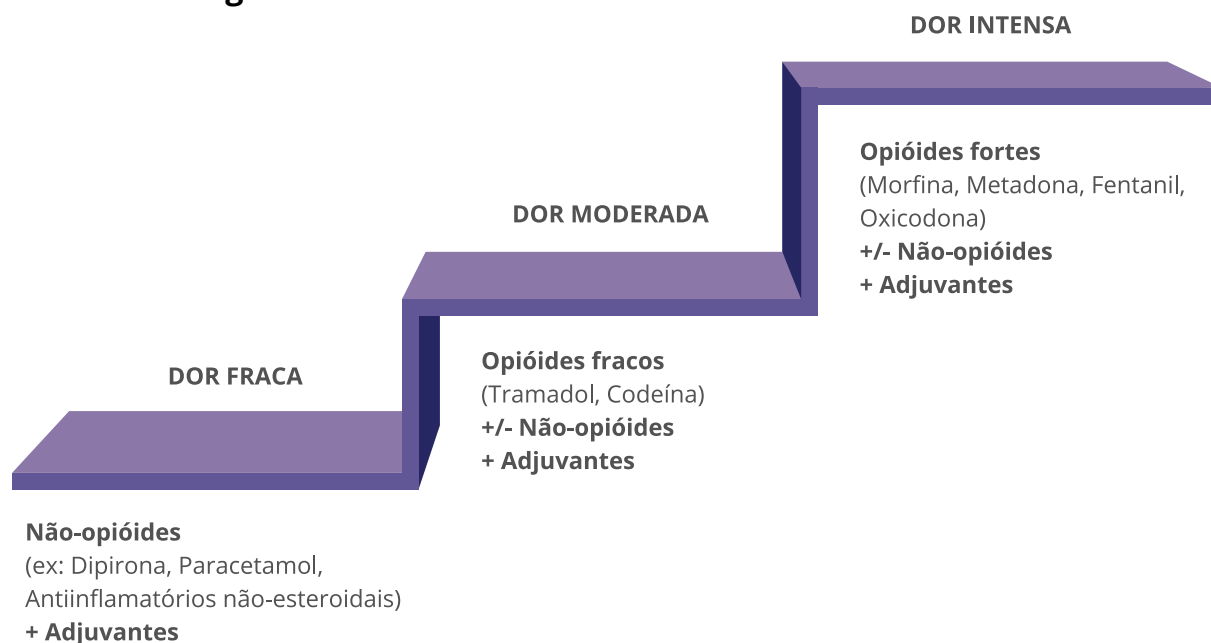 DOR INTENSA
Opióides fortes
(Morfina, Metadona, Fentanil,
Oxicodona)
+/- Não-opióides
+ Adjuvantes
DOR MODERADA
Opióides fracos
(Tramadol, Codeína)
+/- Não-opióides
+ Adjuvantes
DOR FRACA
Não-opióides
(ex: Dipirona, Paracetamol,
Antiinflamatórios não-esteroidais)
+ Adjuvantes